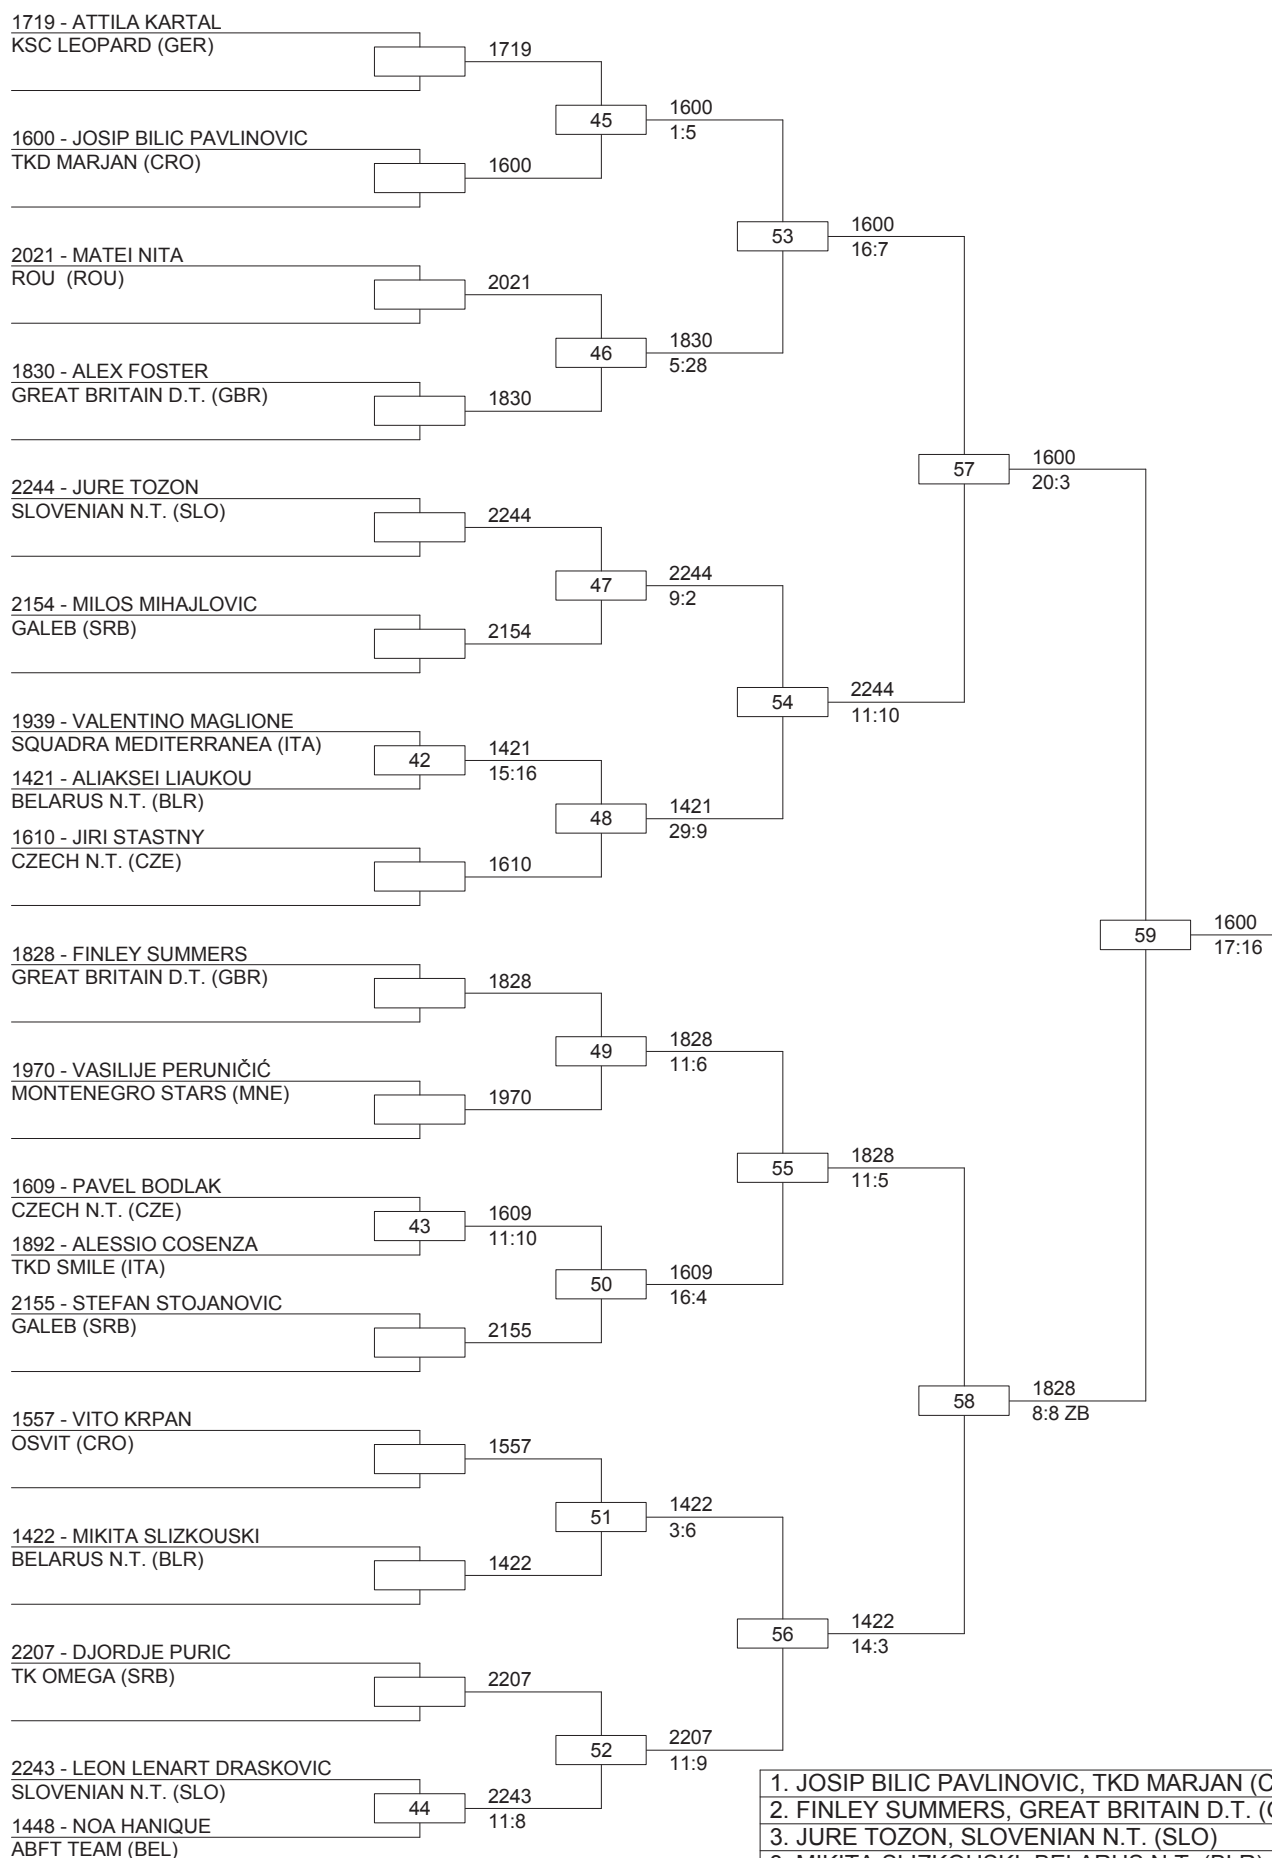 1719 - ATTILA KARTAL
KSC LEOPARD (GER)
1719
45
1600
1:5
1600 - JOSIP BILIC PAVLINOVIC
TKD MARJAN (CRO)
1600
53
1600
16:7
2021 - MATEI NITA
ROU (ROU)
2021
46
1830
5:28
1830 - ALEX FOSTER
GREAT BRITAIN D.T. (GBR)
1830
57
1600
20:3
2244 - JURE TOZON
SLOVENIAN N.T. (SLO)
2244
47
2244
9:2
2154 - MILOS MIHAJLOVIC
GALEB (SRB)
2154
54
2244
11:10
1939 - VALENTINO MAGLIONE
SQUADRA MEDITERRANEA (ITA)
42
1421
15:16
1421 - ALIAKSEI LIAUKOU
BELARUS N.T. (BLR)
48
1421
29:9
1610 - JIRI STASTNY
CZECH N.T. (CZE)
1610
59
1600
17:16
1828 - FINLEY SUMMERS
GREAT BRITAIN D.T. (GBR)
1828
49
1828
11:6
1970 - VASILIJE PERUNIČIĆ
MONTENEGRO STARS (MNE)
1970
55
1828
11:5
1609 - PAVEL BODLAK
CZECH N.T. (CZE)
43
1609
11:10
1892 - ALESSIO COSENZA
TKD SMILE (ITA)
50
1609
16:4
2155 - STEFAN STOJANOVIC
GALEB (SRB)
2155
58
1828
8:8 ZB
1557 - VITO KRPAN
OSVIT (CRO)
1557
51
1422
3:6
1422 - MIKITA SLIZKOUSKI
BELARUS N.T. (BLR)
1422
56
1422
14:3
2207 - DJORDJE PURIC
TK OMEGA (SRB)
2207
52
2207
11:9
2243 - LEON LENART DRASKOVIC
SLOVENIAN N.T. (SLO)
44
2243
11:8
1448 - NOA HANIQUE
ABFT TEAM (BEL)
1. JOSIP BILIC PAVLINOVIC, TKD MARJAN (C
2. FINLEY SUMMERS, GREAT BRITAIN D.T. (
3. JURE TOZON, SLOVENIAN N.T. (SLO)
3. MIKITA SLIZKOUSKI, BELARUS N.T. (BLR)